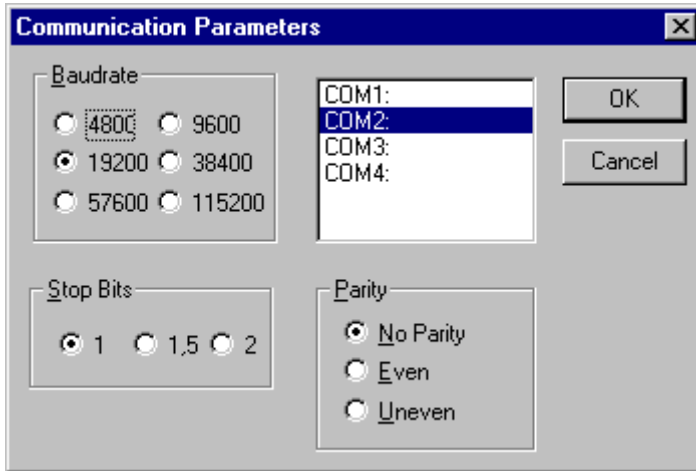 Communication Parameters
Baudrate
4800 9600
19200 38400
57600 115200
COM1:
COM2:
COM3:
COM4:
OK
Cancel
Stop Bits
1 1,5 2
Parity
No Parity
Even
Uneven